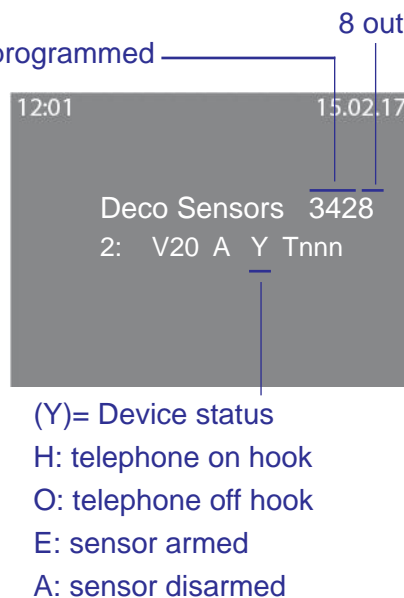 8 out
programmed
12:01 15.02.17
Deco Sensors 3428
2: V20 A Y Tnnn
(Y)= Device status
H: telephone on hook
O: telephone off hook
E: sensor armed
A: sensor disarmed